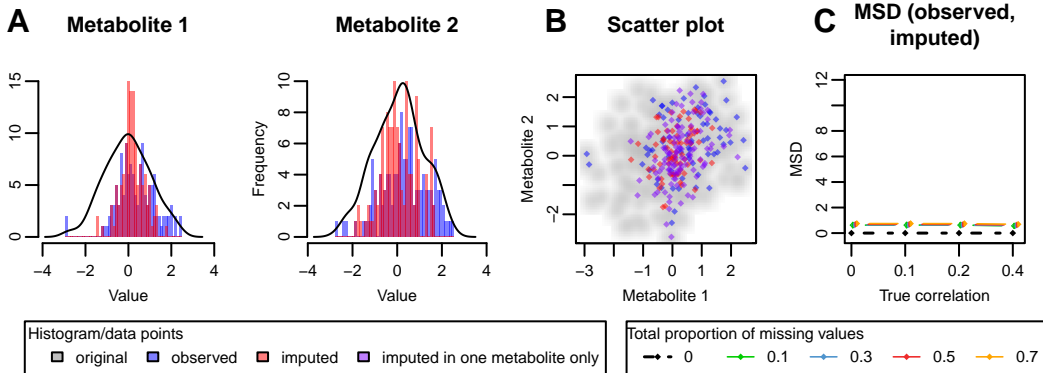 A
Metabolite 1
Metabolite 2
B
Scatter plot
C
MSD (observed,
imputed)
0
5
10
15
−4
−2
0
2
4
Value
Frequency
0
2
4
6
8
10
−4
−2
0
2
4
Value
Metabolite 2
−2
0
1
2
−3
−1
0
1
2
Metabolite 1
MSD
0
2
4
6
8
12
0
0.1
0.2
0.4
True correlation
Histogram/data points
original
observed
imputed
imputed in one metabolite only
Total proportion of missing values
0
0.1
0.3
0.5
0.7